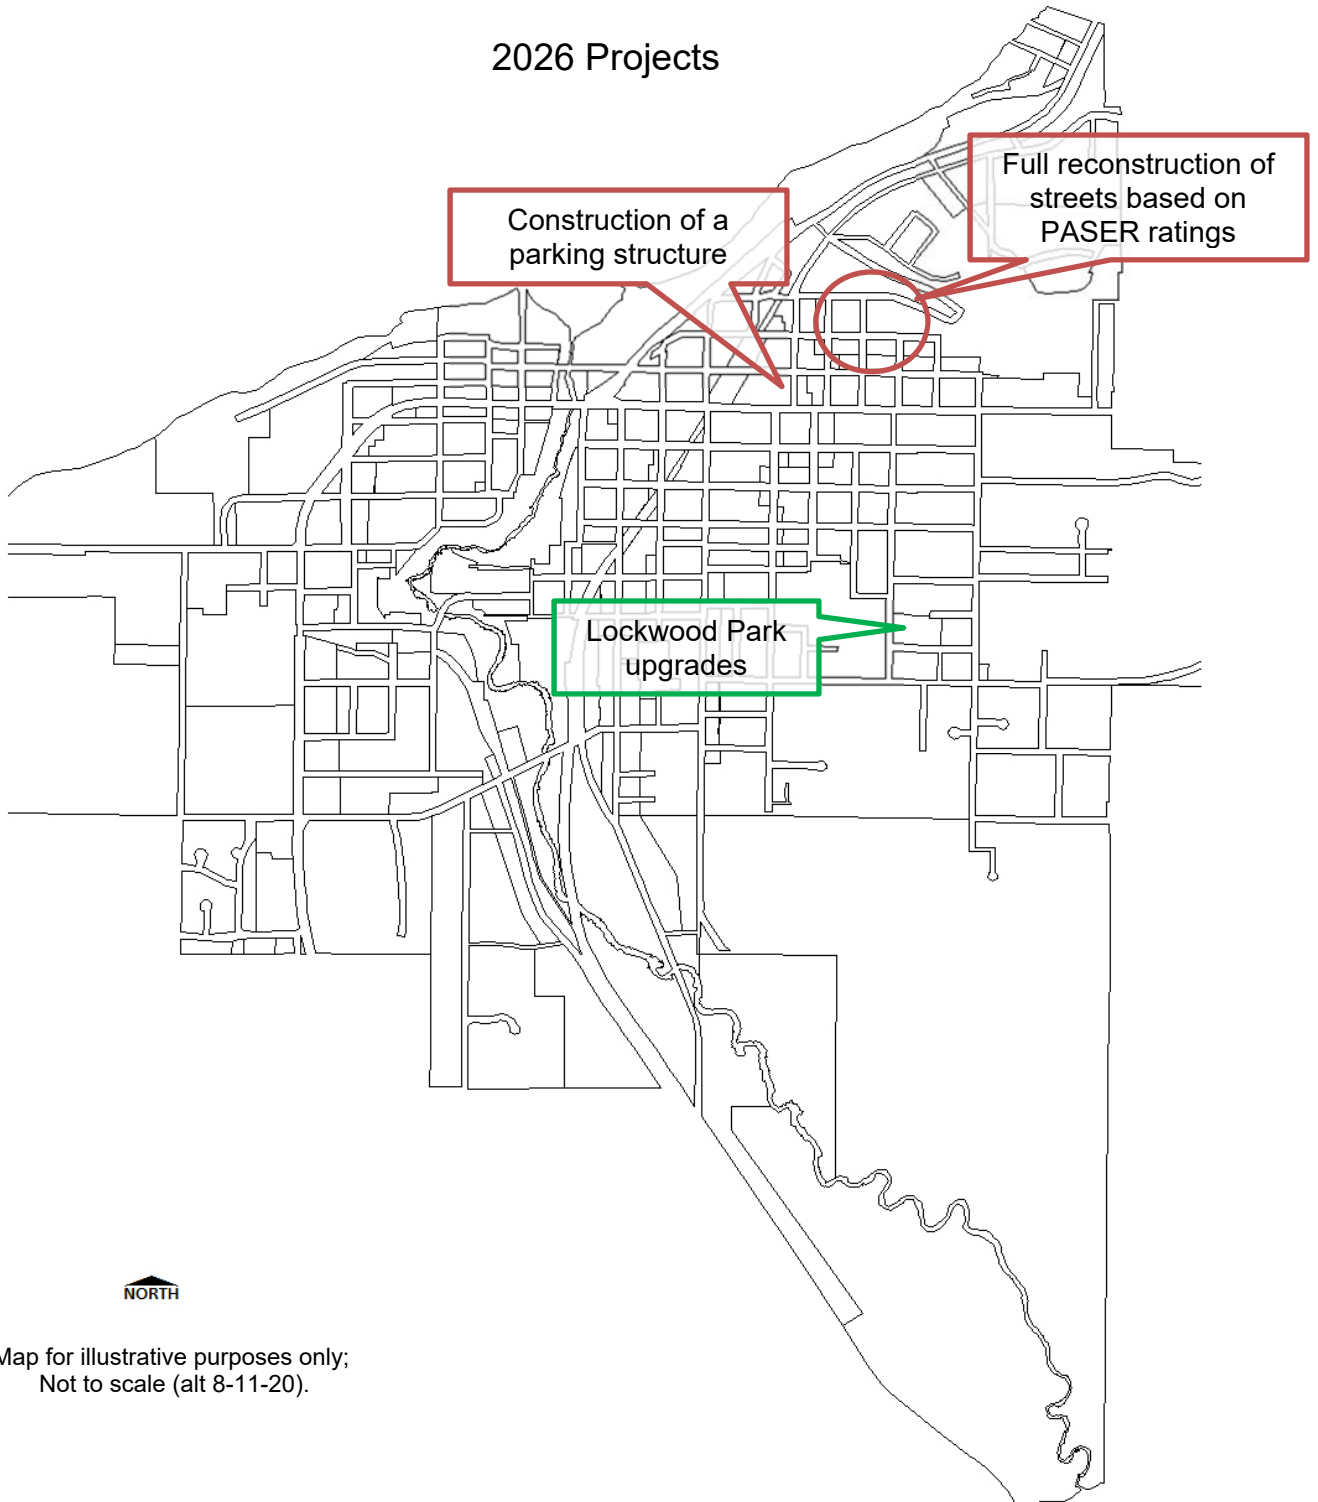 2026 Projects
Full reconstruction of
streets based on
PASER ratings
Construction of a
parking structure
Lockwood Park
upgrades
NORTH
Map for illustrative purposes only;
Not to scale (alt 8-11-20).